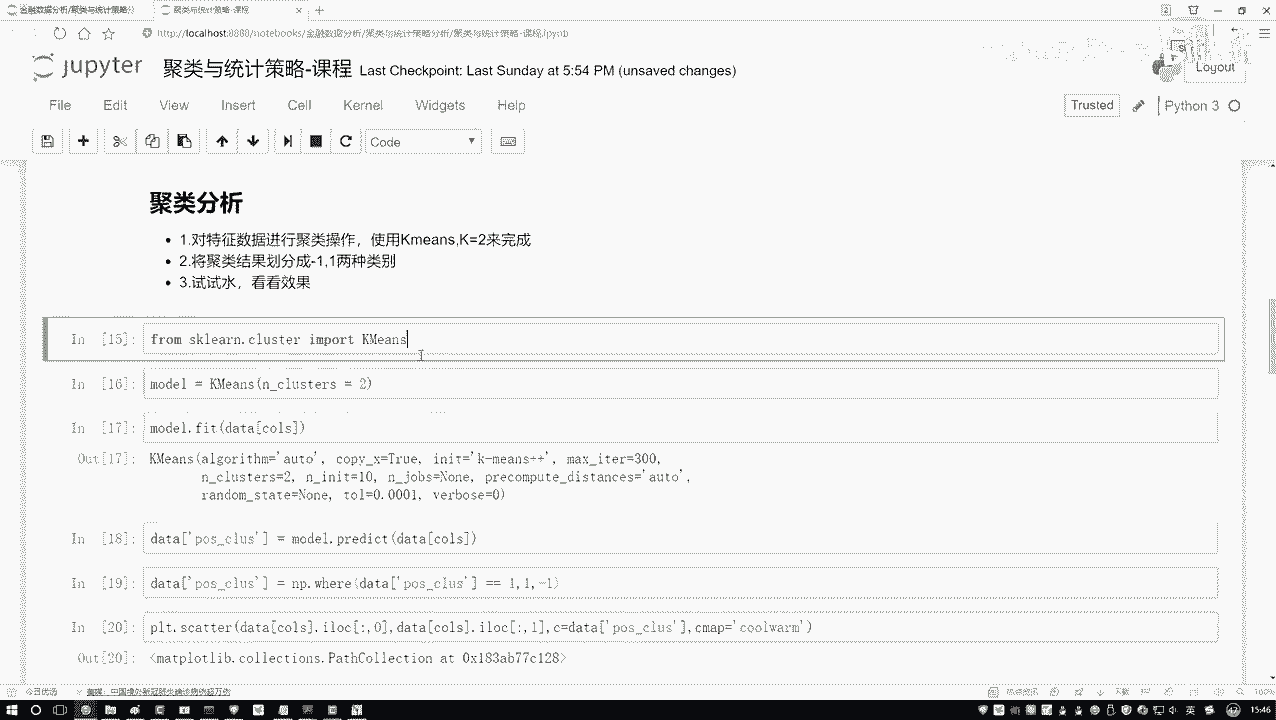 金融数据分析/聚类与统计策略分
聚类与统计策略-课程
http://localhost:8888/notebooks/金融数据分析/聚类与统计策略分析/聚类与统计策略-课程.ipynb
jupyter 聚类与统计策略-课程 Last Checkpoint: Last Sunday at 5:54 PM (unsaved changes)
Logout
File Edit View Insert Cell Kernel Widgets Help
Trusted
Python 3
Code
聚类分析
1.对特征数据进行聚类操作，使用Kmeans,K=2来完成
2.将聚类结果划分成-1,1两种类别
3.试试水，看看效果
In [15]: from sklearn.cluster import KMeans
In [16]: model = KMeans(n_clusters = 2)
In [17]: model.fit(data[cols])
Out[17]: KMeans(algorithm='auto', copy_x=True, init='k-means++', max_iter=300,
n_clusters=2, n_init=10, n_jobs=None, precompute_distances='auto',
random_state=None, tol=0.0001, verbose=0)
In [18]: data['pos_clus'] = model.predict(data[cols])
In [19]: data['pos_clus'] = np.where(data['pos_clus'] == 1,1,-1)
In [20]: plt.scatter(data[cols].iloc[:,0],data[cols].iloc[:,1],c=data['pos_clus'],cmap='coolwarm')
Out[20]: <matplotlib.collections.PathCollection at 0x183ab77c128>
今日优选
100%
英
15:46